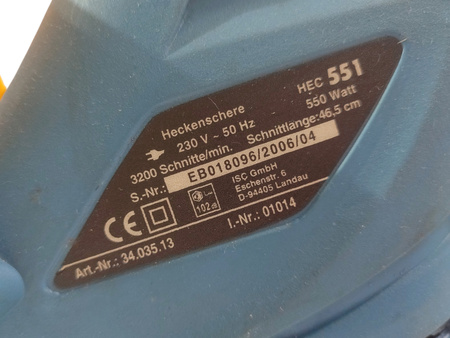 Heckenschere HEC 551
230 V ~ 50 Hz 550 Watt
3200 Schnitte/min. Schnittlänge:46,5 cm
S.-Nr.: EB018096/2006/04
ISC GmbH
Eschenstr. 6
D-94405 Landau
CE 102 dB
Art.-Nr.: 34.035.13 I.-Nr.: 01014